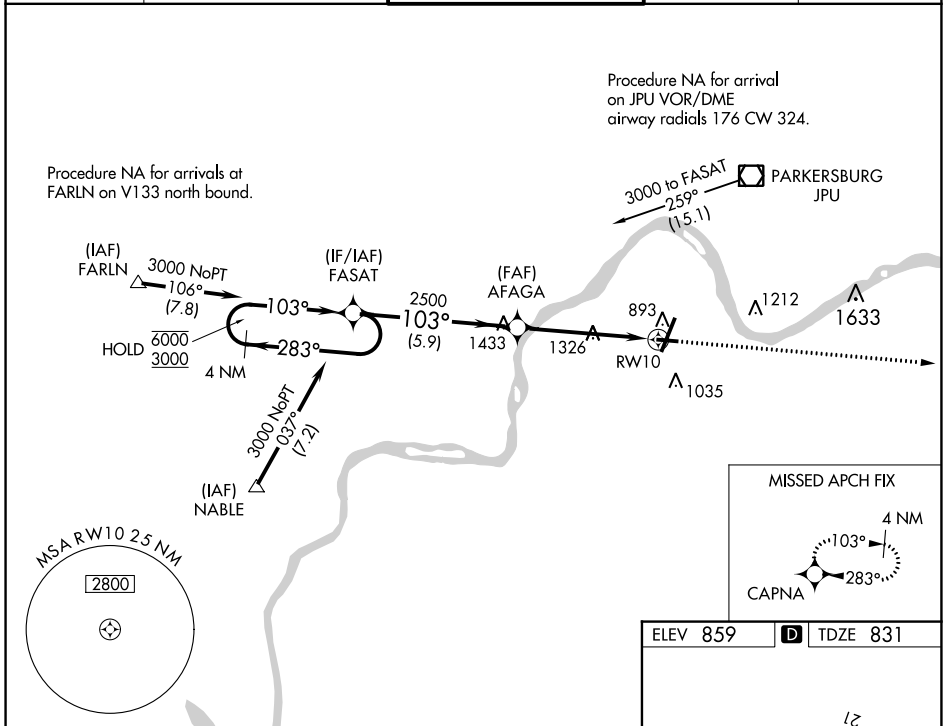 Procedure NA for arrival
on JPU VOR/DME
airway radials 176 CW 324.
Procedure NA for arrivals at
FARLN on V133 north bound.
3000 to FASAT
259°
(15.1)
PARKERSBURG
JPU
(IAF)
FARLN
3000 NoPT
106°
(7.8)
(IF/IAF)
FASAT
103°
283°
HOLD
6000
3000
4 NM
2500
103°
(5.9)
(FAF)
AFAGA
1433
1326
893
RW10
1212
1633
1035
3000 NoPT
037°
(7.2)
(IAF)
NABLE
MISSED APCH FIX
4 NM
103°
283°
CAPNA
MSA RW10 25 NM
2800
ELEV 859 D TDZE 831
21